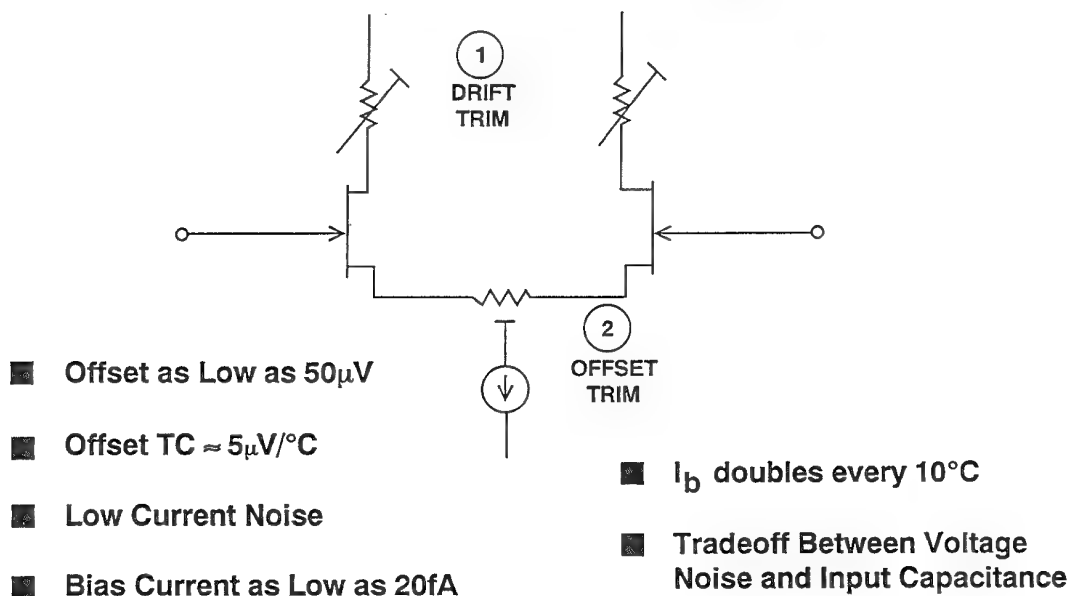 1
DRIFT
TRIM
2
OFFSET
TRIM
Offset as Low as 50μV
Offset TC ≈ 5μV/°C
Low Current Noise
Bias Current as Low as 20fA
Ib doubles every 10°C
Tradeoff Between Voltage
Noise and Input Capacitance